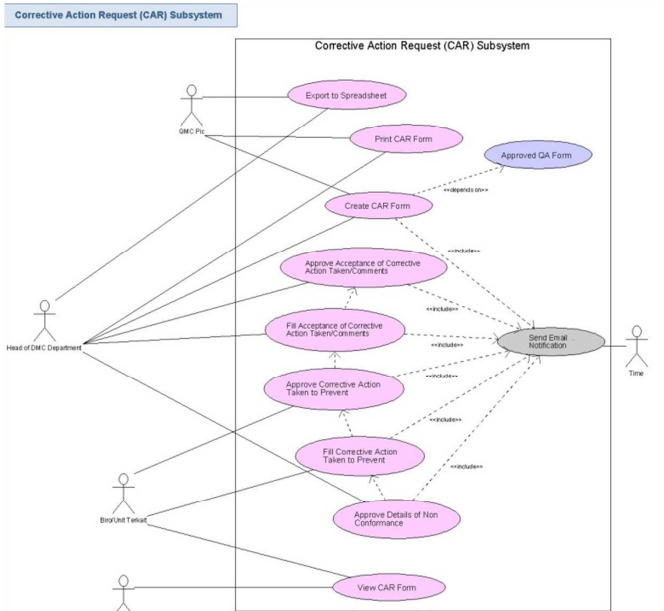 Corrective Action Request (CAR) Subsystem
Corrective Action Request (CAR) Subsystem
Export to Spreadsheet
QMC Pic
Print CAR Form
Approved QA Form
<<depends on>>
Create CAR Form
<<include>>
Approve Acceptance of Corrective
Action Taken/Comments
<<include>>
Fill Acceptance of Corrective
Action Taken/Comments
Head of DMC Department
<<include>>
Send Email
Notification
Time
Approve Corrective Action
Taken to Prevent
<<include>>
Fill Corrective Action
Taken to Prevent
<<include>>
<<include>>
Biro/Unit Terkait
Approve Details of Non
Conformance
View CAR Form